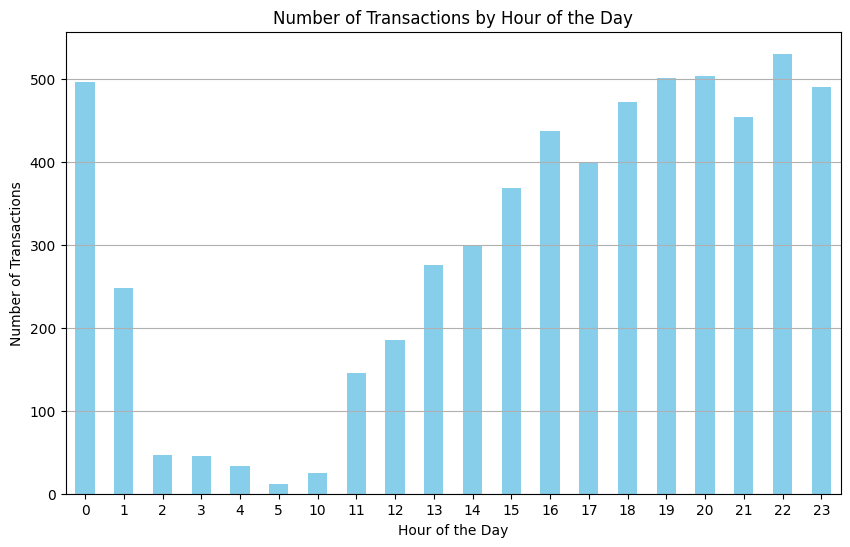 Number of Transactions by Hour of the Day
Number of Transactions
500
400
300
200
100
0
0 1 2 3 4 5 10 11 12 13 14 15 16 17 18 19 20 21 22 23
Hour of the Day